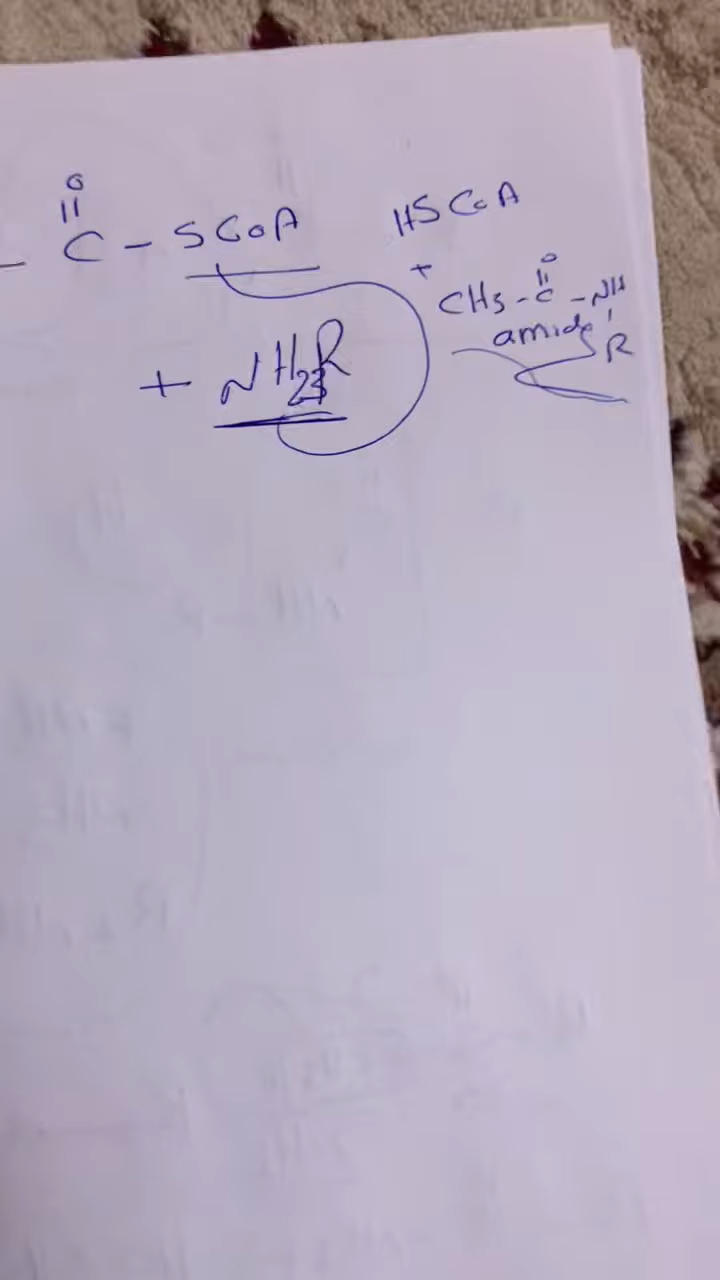 O
||
– C – SCoA
+ NH2R
HSCoA
+
O
||
CH3 – C – NH
|
R
amide